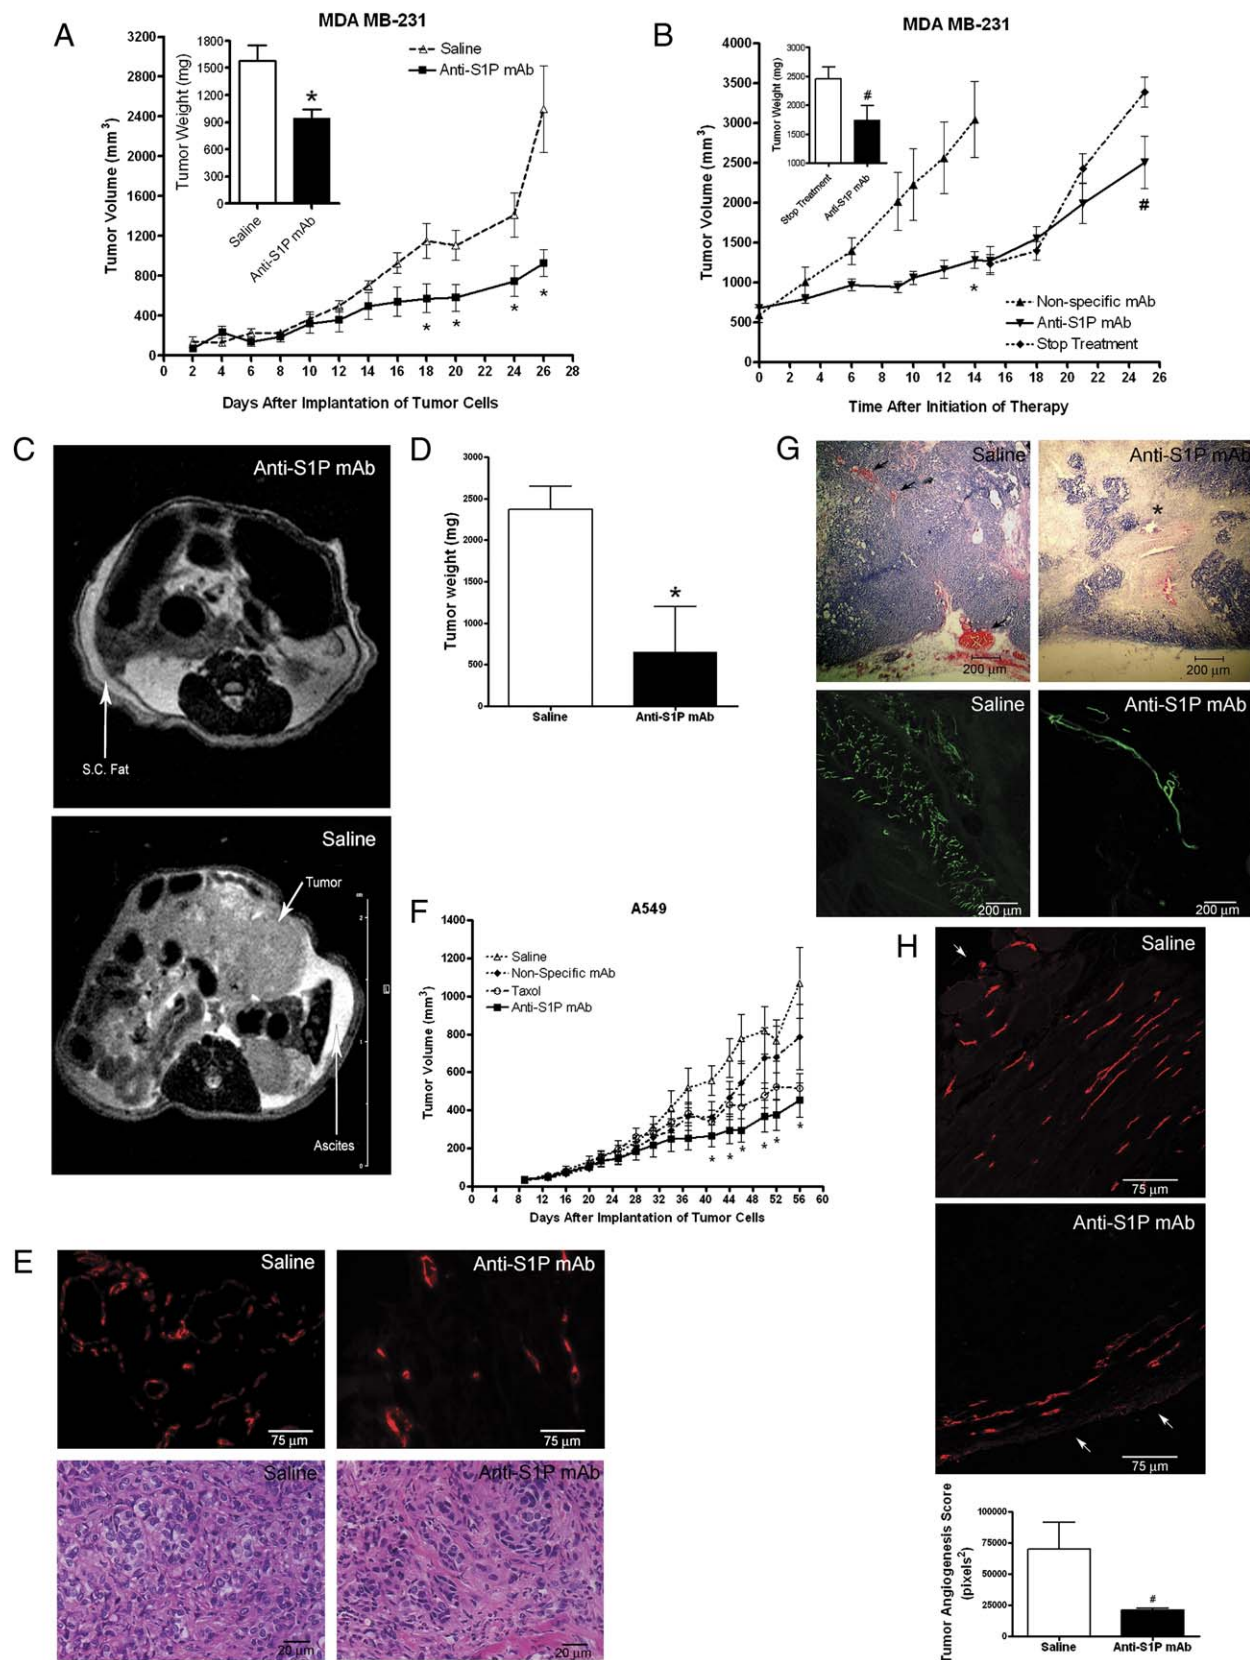 A
MDA MB-231
Tumor Volume (mm³)
3200
2800
2400
2000
1600
1200
800
400
0
Tumor Weight (mg)
1800
1500
1200
900
600
300
0
*
Saline
Anti-S1P mAb
Saline
Anti-S1P mAb
* * * *
0 2 4 6 8 10 12 14 16 18 20 22 24 26 28
Days After Implantation of Tumor Cells
B
MDA MB-231
Tumor Volume (mm³)
4000
3500
3000
2500
2000
1500
1000
500
0
Tumor Weight (mg)
3000
2500
2000
1500
1000
#
Stop Treatment
Anti-S1P mAb
#
*
Non-specific mAb
Anti-S1P mAb
Stop Treatment
0 2 4 6 8 10 12 14 16 18 20 22 24 26
Time After Initiation of Therapy
C
Anti-S1P mAb
S.C. Fat
Saline
Tumor
2
1
Ascites
D
Tumor weight (mg)
3000
2500
2000
1500
1000
500
0
*
Saline Anti-S1P mAb
G
Saline
200 µm
Anti-S1P mAb
*
200 µm
Saline
200 µm
Anti-S1P mAb
200 µm
F
A549
Tumor Volume (mm³)
1400
1200
1000
800
600
400
200
0
Saline
Non-Specific mAb
Taxol
Anti-S1P mAb
* * * * * *
0 4 8 12 16 20 24 28 32 36 40 44 48 52 56 60
Days After Implantation of Tumor Cells
H
Saline
75 µm
Anti-S1P mAb
75 µm
Tumor Angiogenesis Score
(pixels²)
100000
75000
50000
25000
0
#
Saline Anti-S1P mAb
E
Saline
75 µm
Anti-S1P mAb
75 µm
Saline
20 µm
Anti-S1P mAb
20 µm